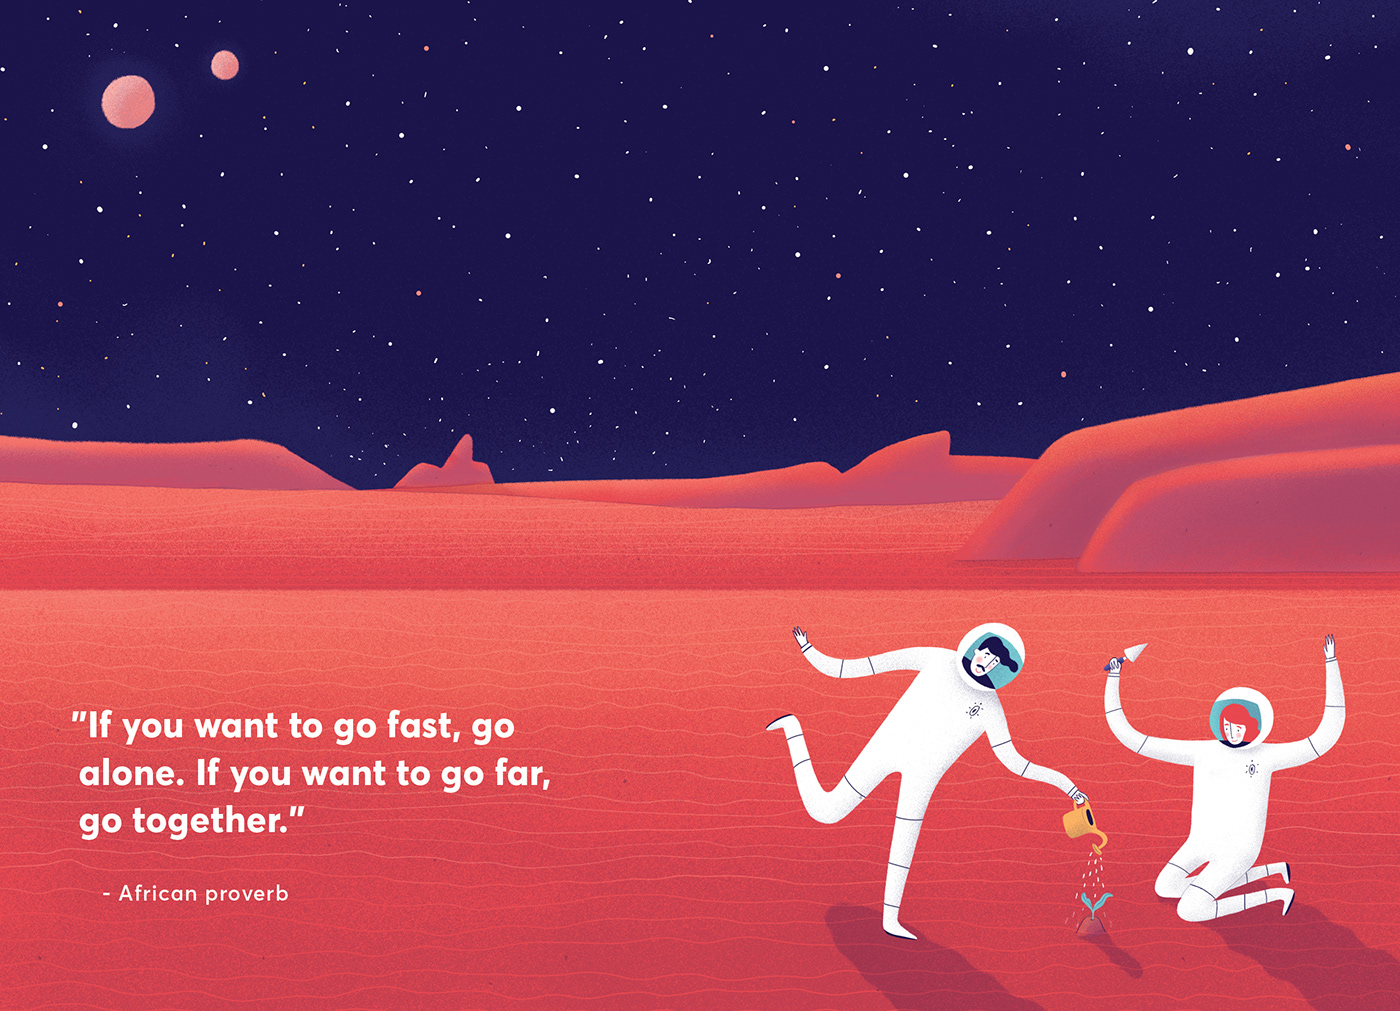 "If you want to go fast, go
alone. If you want to go far,
go together."
- African proverb